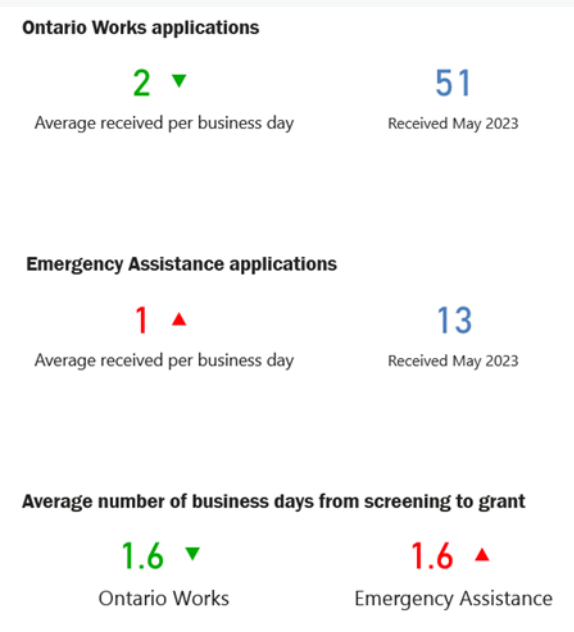 Ontario Works applications
2 ▼ 51
Average received per business day Received May 2023
Emergency Assistance applications
1 ▲ 13
Average received per business day Received May 2023
Average number of business days from screening to grant
1.6 ▼ 1.6 ▲
Ontario Works Emergency Assistance